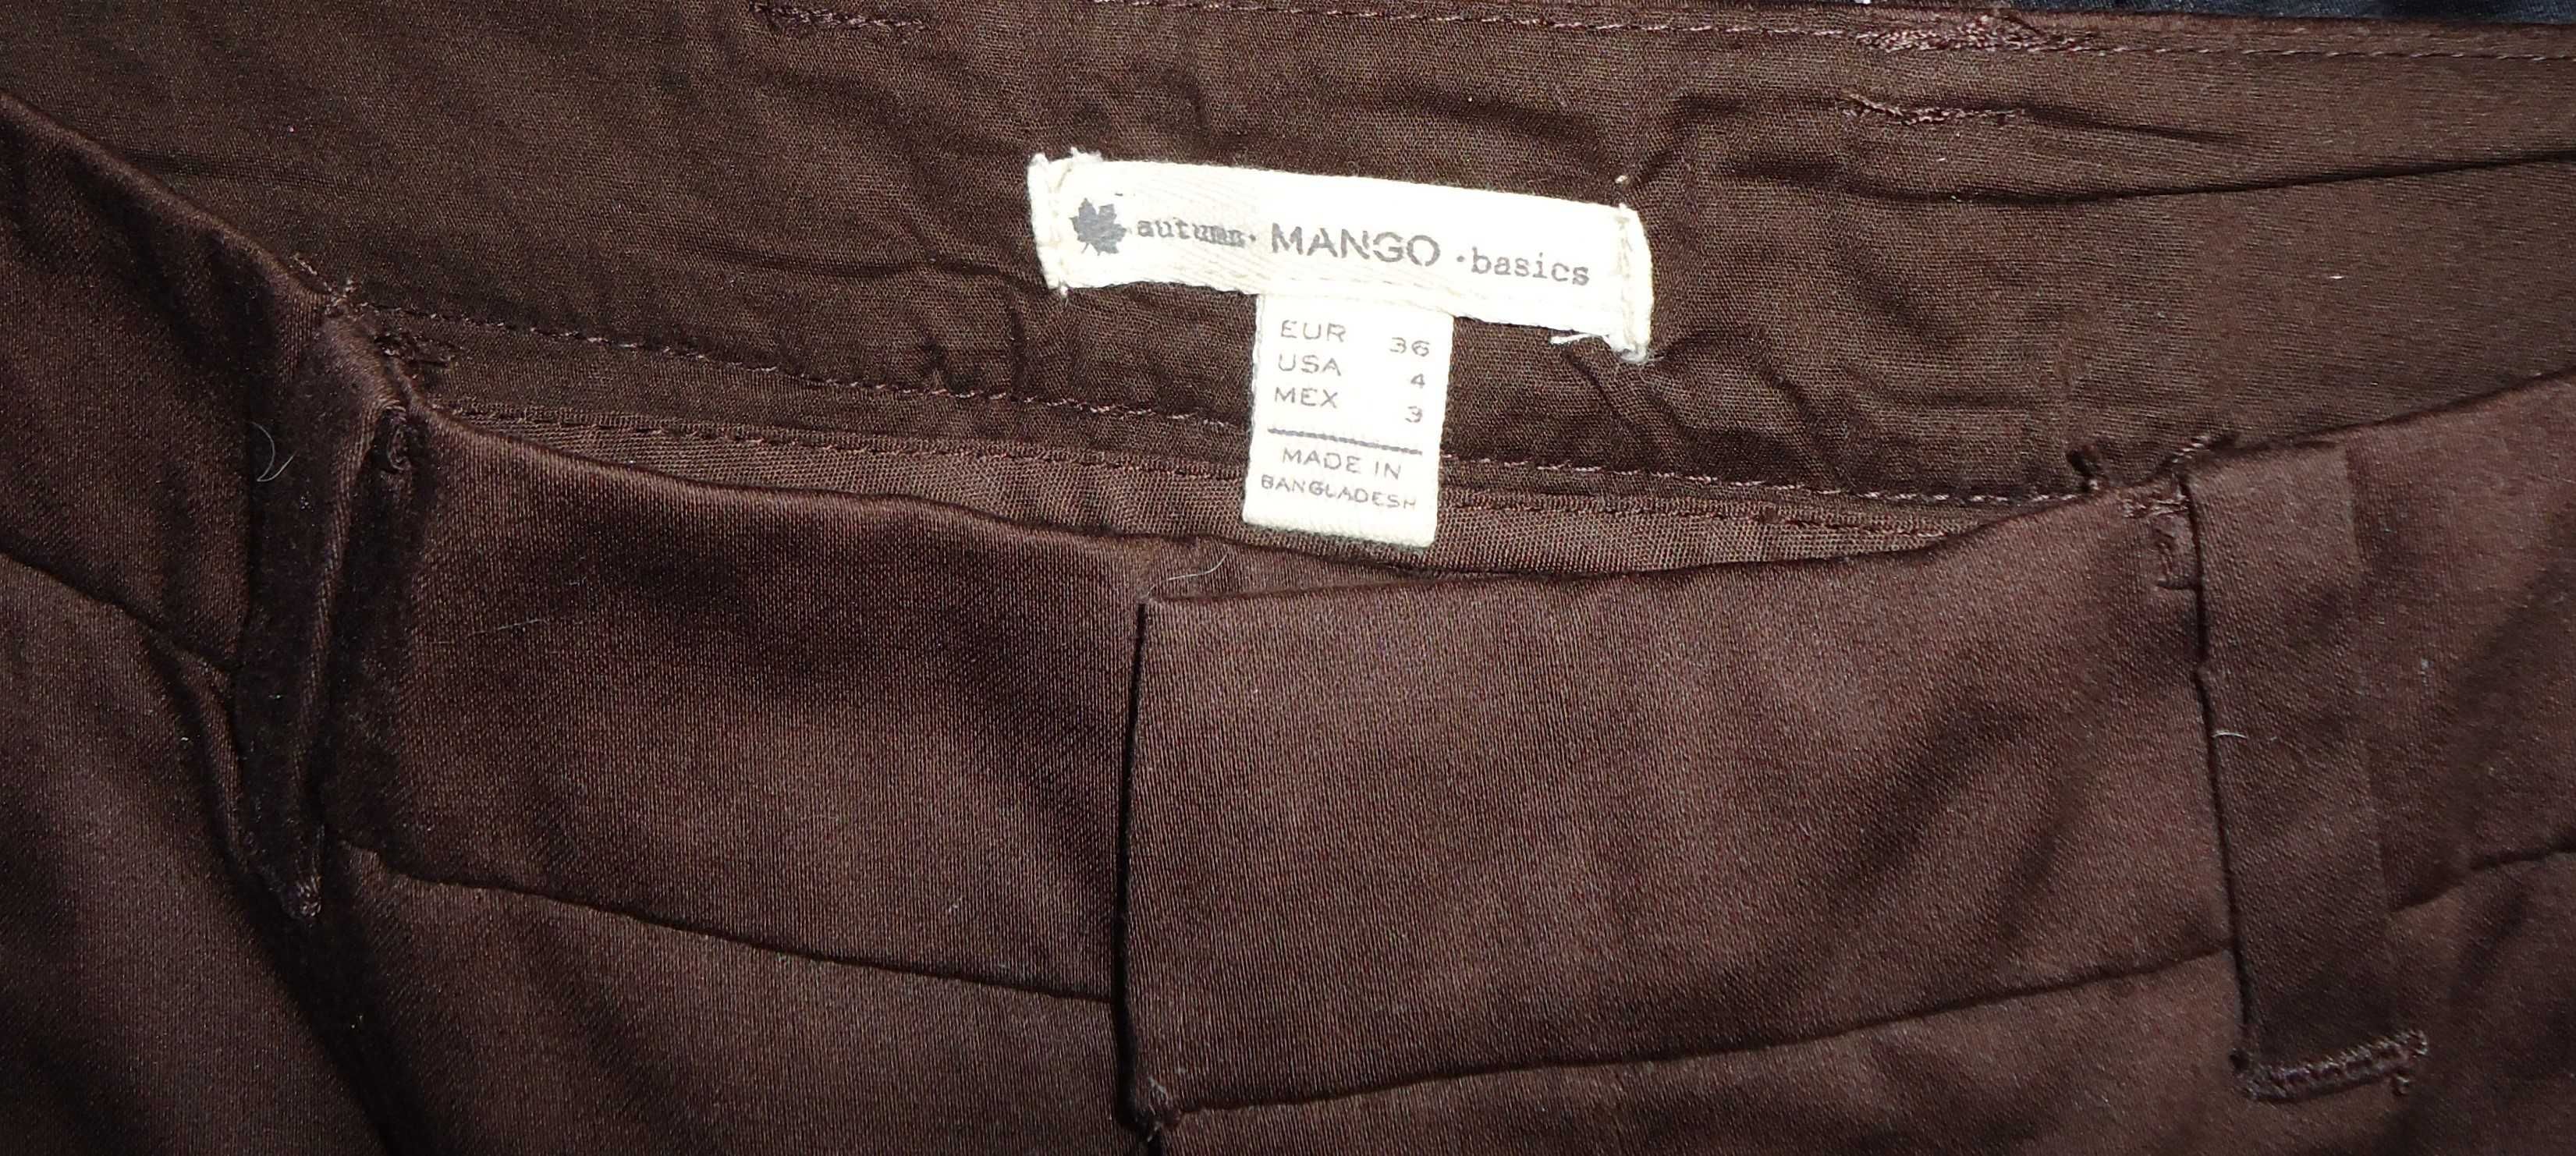 autumn· MANGO ·basics
EUR 36
USA 4
MEX 3
MADE IN
BANGLADESH